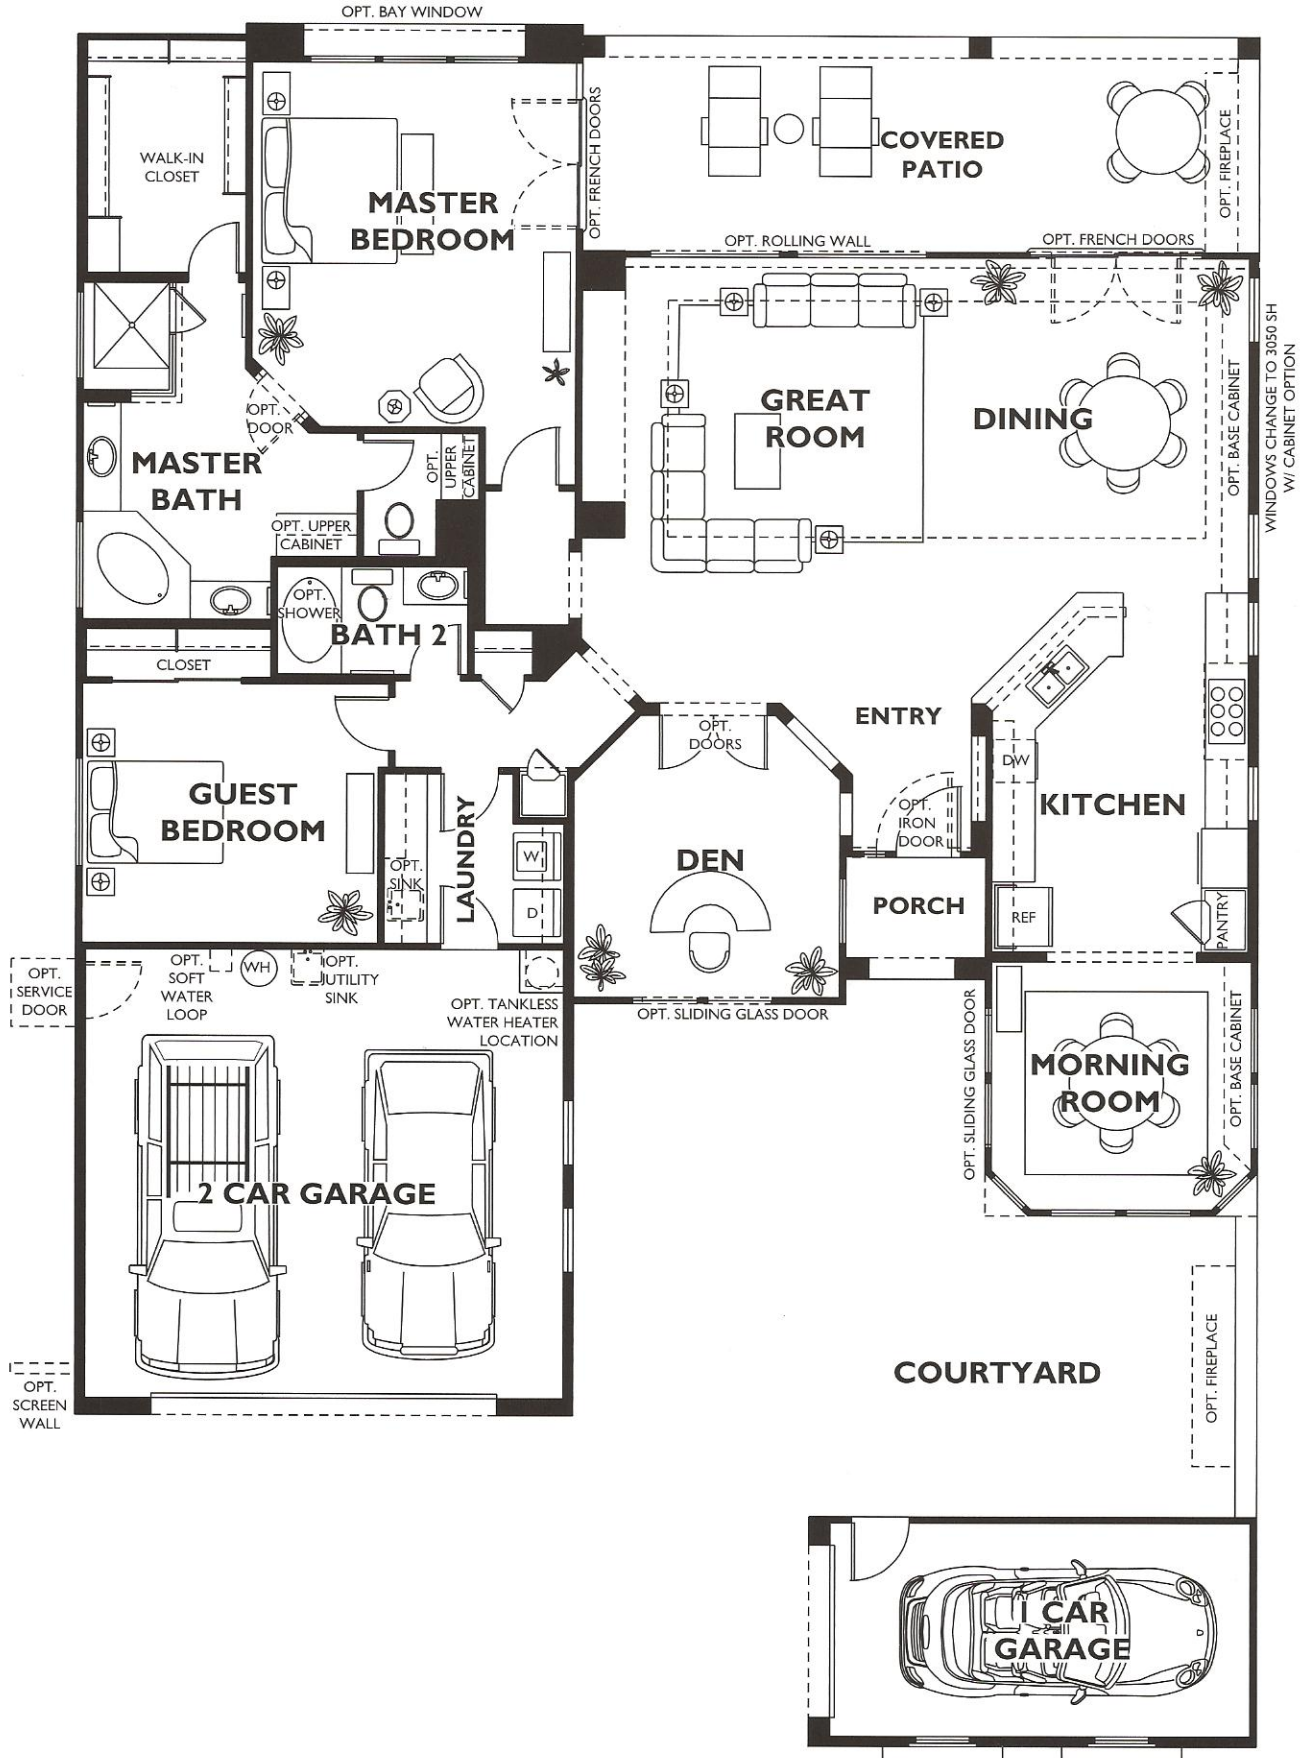 OPT. BAY WINDOW
WALK-IN
CLOSET
MASTER
BEDROOM
OPT. FRENCH DOORS
COVERED
PATIO
OPT. FIREPLACE
OPT. ROLLING WALL
OPT. FRENCH DOORS
GREAT
ROOM
DINING
OPT. BASE CABINET
WINDOWS CHANGE TO 3050 SH
W/ CABINET OPTION
OPT.
DOOR
MASTER
BATH
OPT.
UPPER
CABINET
OPT. UPPER
CABINET
OPT.
SHOWER
BATH 2
CLOSET
GUEST
BEDROOM
OPT.
SINK
LAUNDRY
W
D
OPT.
DOORS
DEN
ENTRY
OPT.
IRON
DOOR
PORCH
DW
KITCHEN
REF
PANTRY
OPT.
SERVICE
DOOR
OPT.
SOFT
WATER
LOOP
WH
OPT.
UTILITY
SINK
OPT. TANKLESS
WATER HEATER
LOCATION
OPT. SLIDING GLASS DOOR
OPT. SLIDING GLASS DOOR
MORNING
ROOM
OPT. BASE CABINET
2 CAR GARAGE
OPT.
SCREEN
WALL
COURTYARD
OPT. FIREPLACE
1 CAR
GARAGE